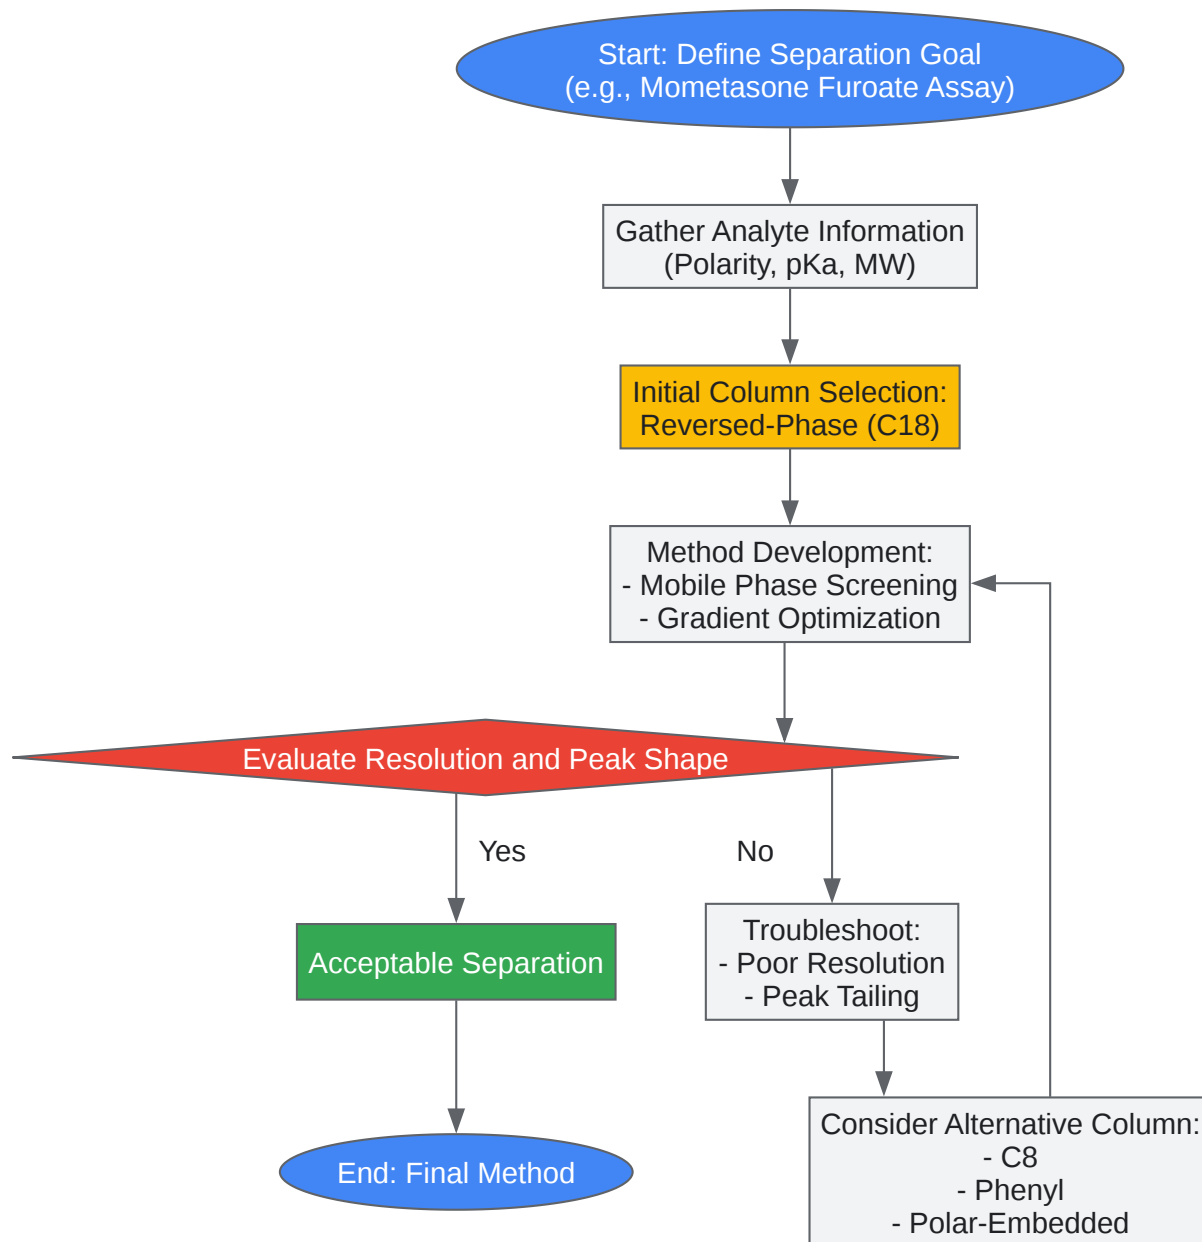 Start: Define Separation Goal
(e.g., Mometasone Furoate Assay)
Gather Analyte Information
(Polarity, pKa, MW)
Initial Column Selection:
Reversed-Phase (C18)
Method Development:
- Mobile Phase Screening
- Gradient Optimization
Evaluate Resolution and Peak Shape
Yes
No
Acceptable Separation
Troubleshoot:
- Poor Resolution
- Peak Tailing
End: Final Method
Consider Alternative Column:
- C8
- Phenyl
- Polar-Embedded